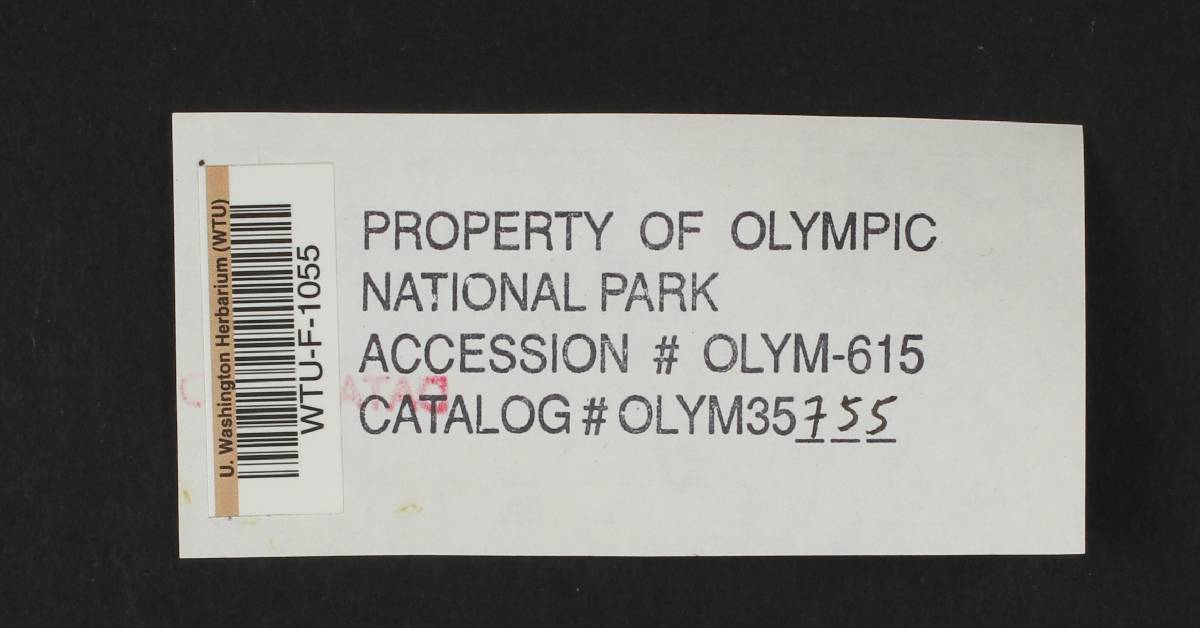 U. Washington Herbarium (WTU)
WTU-F-1055
PROPERTY OF OLYMPIC
NATIONAL PARK
ACCESSION # OLYM-615
CATALOG # OLYM35755